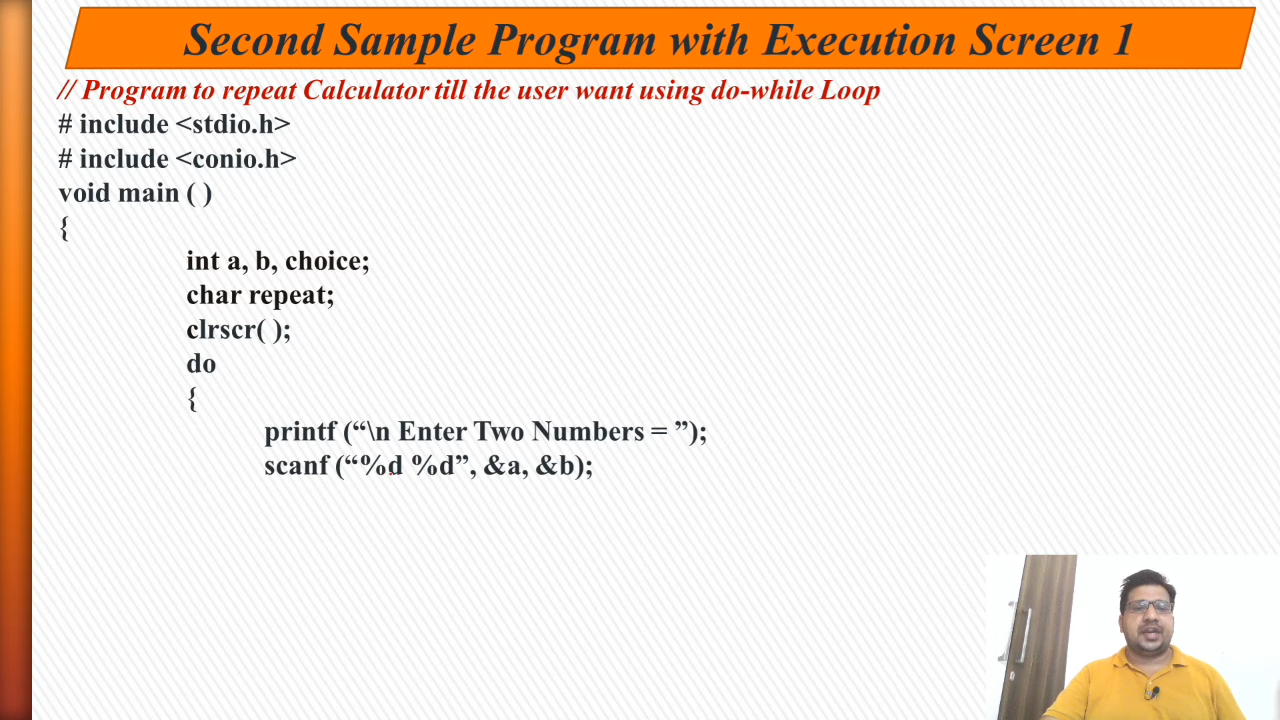 Second Sample Program with Execution Screen 1
// Program to repeat Calculator till the user want using do-while Loop
# include <stdio.h>
# include <conio.h>
void main ( )
{
int a, b, choice;
char repeat;
clrscr( );
do
{
printf (“\n Enter Two Numbers = ”);
scanf (“%d %d”, &a, &b);